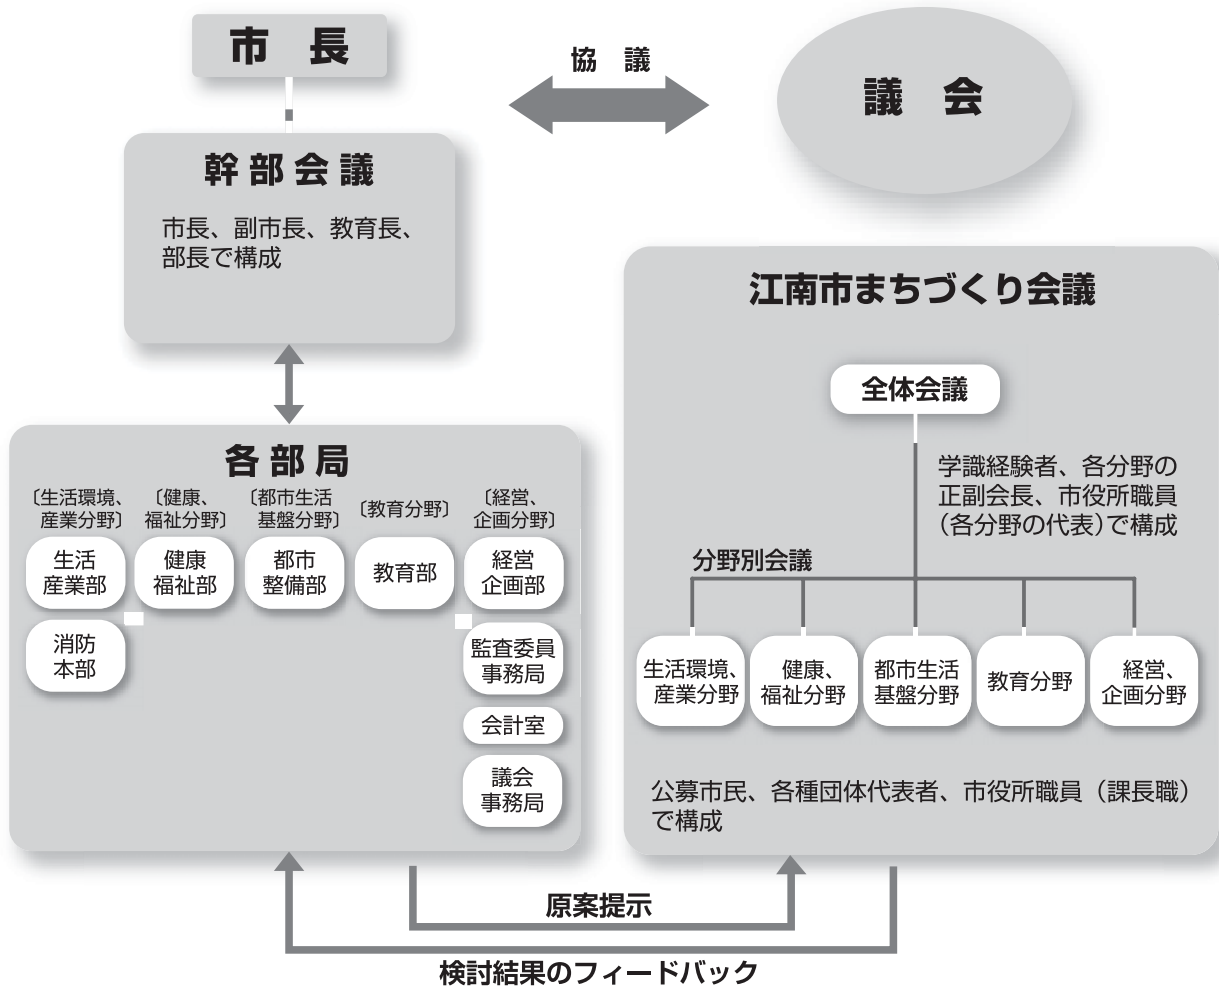 市　長
協　議
議　会
幹部会議
市長、副市長、教育長、
部長で構成
各部局
〔生活環境、
産業分野〕
〔健康、
福祉分野〕
〔都市生活
基盤分野〕
〔教育分野〕
〔経営、
企画分野〕
生活
産業部
健康
福祉部
都市
整備部
教育部
経営
企画部
消防
本部
監査委員
事務局
会計室
議会
事務局
江南市まちづくり会議
全体会議
学識経験者、各分野の
正副会長、市役所職員
（各分野の代表）で構成
分野別会議
生活環境、
産業分野
健康、
福祉分野
都市生活
基盤分野
教育分野
経営、
企画分野
公募市民、各種団体代表者、市役所職員（課長職）
で構成
原案提示
検討結果のフィードバック